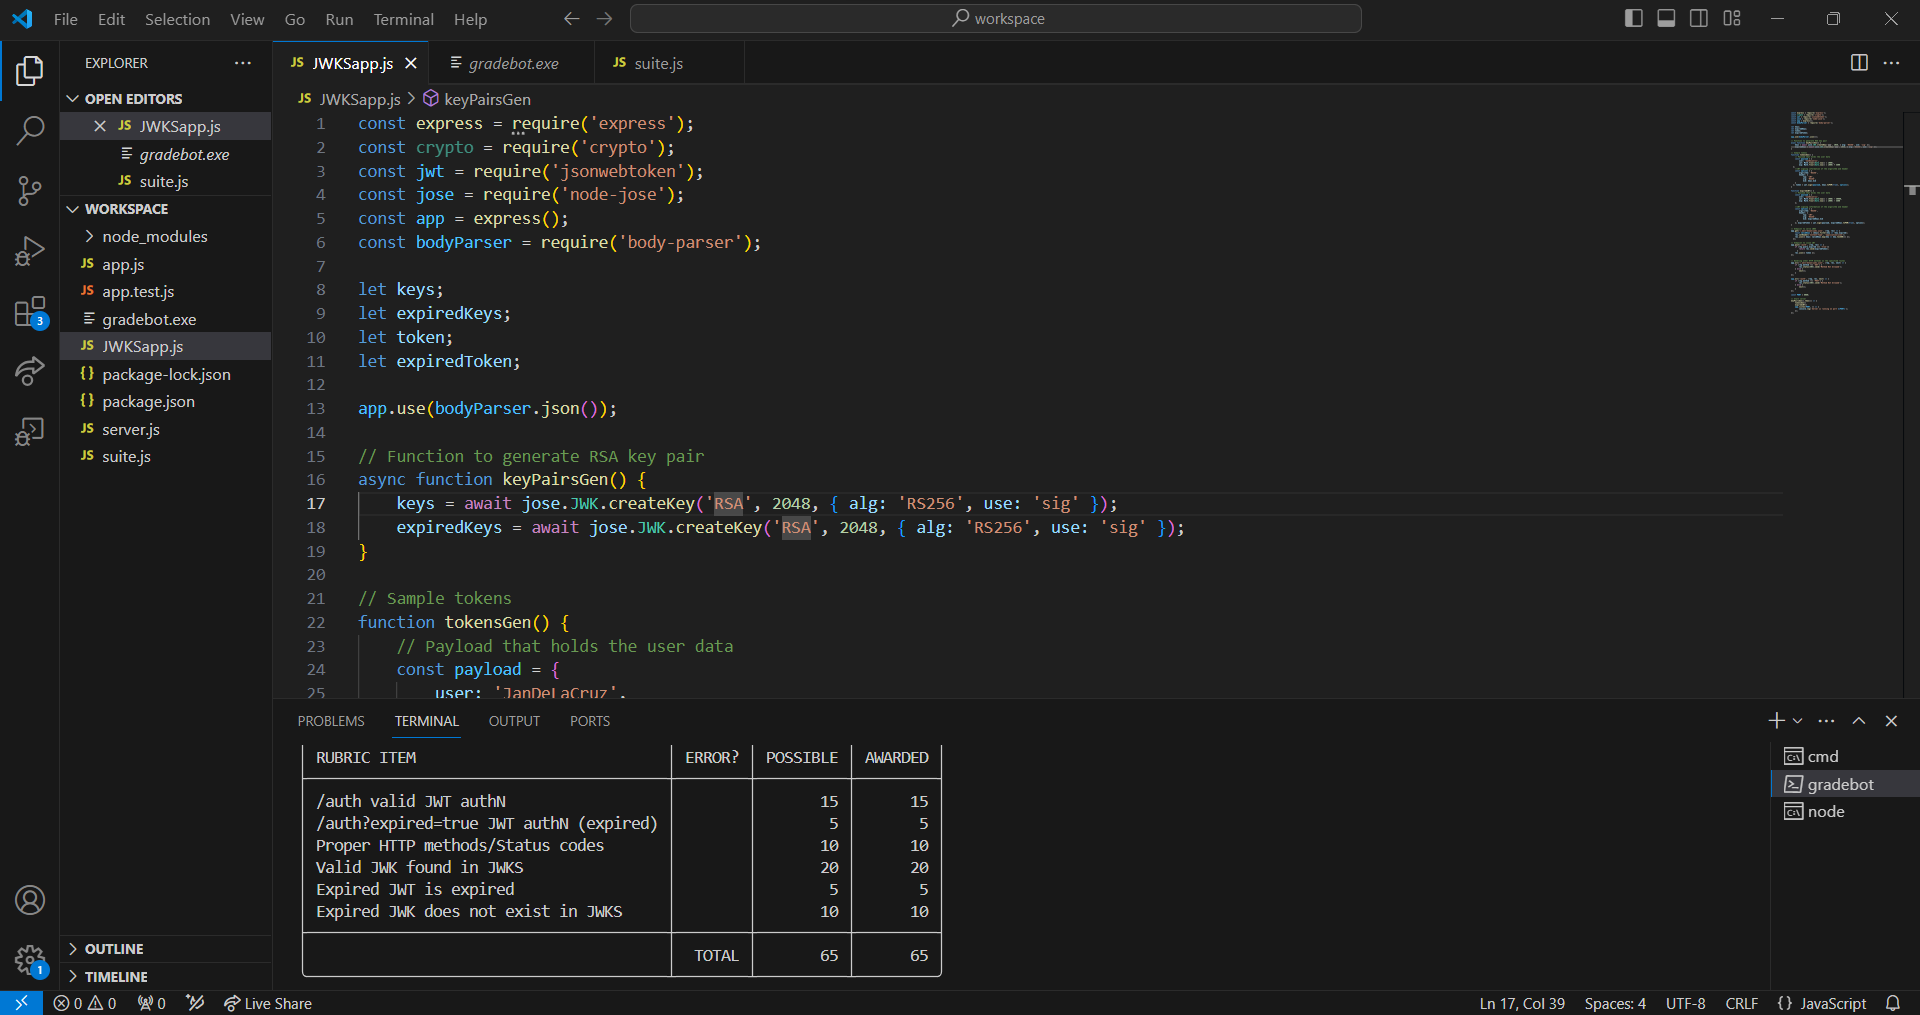 File Edit Selection View Go Run Terminal Help
workspace
EXPLORER
OPEN EDITORS
JS JWKSapp.js
gradebot.exe
JS suite.js
WORKSPACE
node_modules
JS app.js
JS app.test.js
gradebot.exe
JS JWKSapp.js
{} package-lock.json
{} package.json
JS server.js
JS suite.js
OUTLINE
TIMELINE
3
1
JS JWKSapp.js
gradebot.exe
JS suite.js
JS JWKSapp.js > keyPairsGen
1 const express = require('express');
2 const crypto = require('crypto');
3 const jwt = require('jsonwebtoken');
4 const jose = require('node-jose');
5 const app = express();
6 const bodyParser = require('body-parser');
7
8 let keys;
9 let expiredKeys;
10 let token;
11 let expiredToken;
12
13 app.use(bodyParser.json());
14
15 // Function to generate RSA key pair
16 async function keyPairsGen() {
17 keys = await jose.JWK.createKey('RSA', 2048, { alg: 'RS256', use: 'sig' });
18 expiredKeys = await jose.JWK.createKey('RSA', 2048, { alg: 'RS256', use: 'sig' });
19 }
20
21 // Sample tokens
22 function tokensGen() {
23 // Payload that holds the user data
24 const payload = {
25 user: 'JanDeLaCruz',
PROBLEMS TERMINAL OUTPUT PORTS
RUBRIC ITEM ERROR? POSSIBLE AWARDED
/auth valid JWT authN 15 15
/auth?expired=true JWT authN (expired) 5 5
Proper HTTP methods/Status codes 10 10
Valid JWK found in JWKS 20 20
Expired JWT is expired 5 5
Expired JWK does not exist in JWKS 10 10
TOTAL 65 65
cmd
gradebot
node
0 0 0 Live Share
Ln 17, Col 39 Spaces: 4 UTF-8 CRLF {} JavaScript